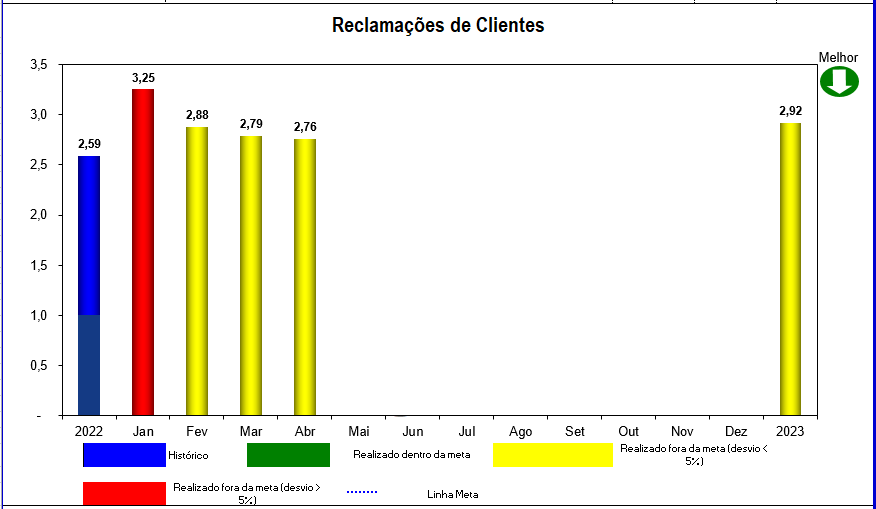 Reclamações de Clientes
Melhor
3,5
3,0
2,5
2,0
1,5
1,0
0,5
-
2,59
3,25
2,88
2,79
2,76
2,92
2022 Jan Fev Mar Abr Mai Jun Jul Ago Set Out Nov Dez 2023
Histórico
Realizado dentro da meta
Realizado fora da meta (desvio <
5%)
Realizado fora da meta (desvio >
5%)
Linha Meta